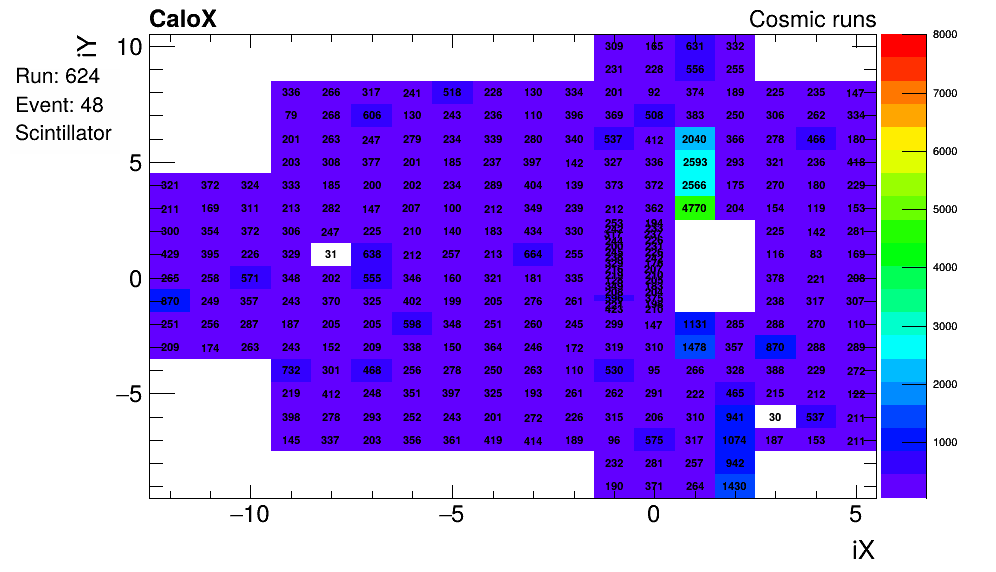 CaloX Cosmic runs
iY
Run: 624
Event: 48
Scintillator
10
5
0
−5
−10 −5 0 5
iX
8000
7000
6000
5000
4000
3000
2000
1000
309 165 631 332
231 228 556 255
336 266 317 241 518 228 130 334 201 92 374 189 225 235 147
79 268 606 130 243 236 110 396 369 508 383 250 306 262 334
201 263 247 279 234 339 280 340 537 412 2040 366 278 466 180
203 308 377 201 185 237 397 142 327 336 2593 293 321 236 418
321 372 324 333 185 200 202 234 289 404 139 373 372 2566 175 270 180 229
211 169 311 213 282 147 207 100 212 349 239 212 362 4770 204 154 119 153
300 354 372 306 247 225 210 140 183 434 330 225 142 281
429 395 226 329 31 638 212 257 213 664 255 116 83 169
265 258 571 348 202 555 346 160 321 181 335 378 221 298
870 249 357 243 370 325 402 199 205 276 261 238 317 307
251 256 287 187 205 205 596 348 251 260 245 299 147 1131 285 288 270 110
209 174 263 243 152 209 338 150 364 246 172 319 310 1478 357 870 288 289
732 301 466 256 278 250 263 110 530 95 266 328 388 229 272
219 412 248 351 397 325 193 261 262 291 222 465 215 212 122
398 278 293 252 243 201 272 226 315 206 310 941 30 537 211
145 337 203 356 361 419 414 189 96 575 317 1074 187 153 211
232 281 257 942
190 371 264 1430